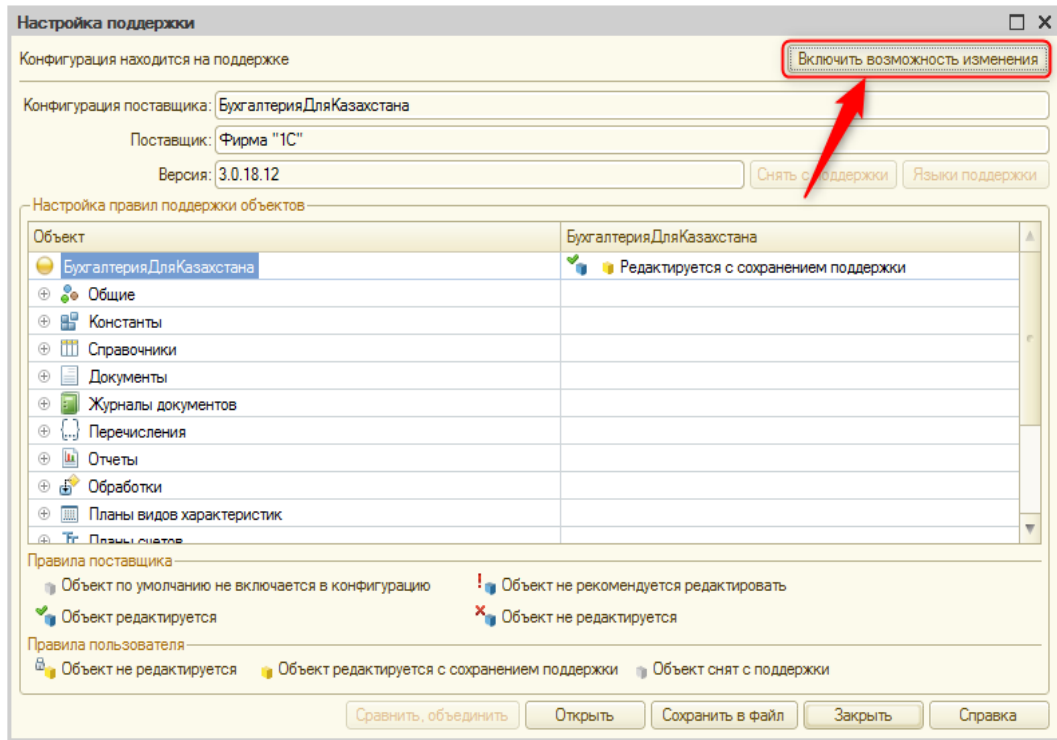 Настройка поддержки
Конфигурация находится на поддержке
Включить возможность изменения
Конфигурация поставщика: БухгалтерияДляКазахстана
Поставщик: Фирма "1С"
Версия: 3.0.18.12
Снять с поддержки
Языки поддержки
Настройка правил поддержки объектов
Объект БухгалтерияДляКазахстана
БухгалтерияДляКазахстана Редактируется с сохранением поддержки
Общие
Константы
Справочники
Документы
Журналы документов
Перечисления
Отчеты
Обработки
Планы видов характеристик
Планы счетов
Правила поставщика
Объект по умолчанию не включается в конфигурацию Объект не рекомендуется редактировать
Объект редактируется Объект не редактируется
Правила пользователя
Объект не редактируется Объект редактируется с сохранением поддержки Объект снят с поддержки
Сравнить, объединить Открыть Сохранить в файл Закрыть Справка